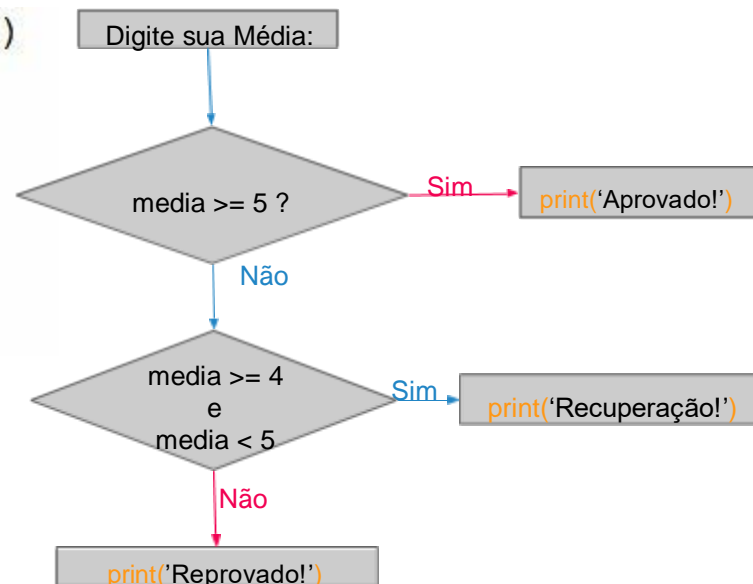 )
Digite sua Média:
media >= 5 ?
Sim
print(‘Aprovado!’)
Não
media >= 4
e
media < 5
Sim
print(‘Recuperação!’)
Não
print(‘Reprovado!’)